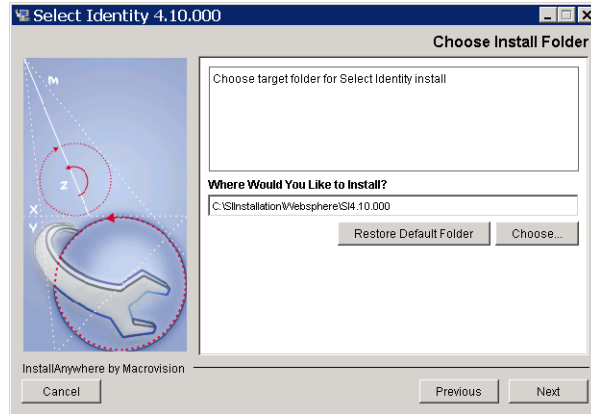 Select Identity 4.10.000
Choose Install Folder
M
Z
X
Y
Choose target folder for Select Identity install
Where Would You Like to Install?
C:\SIInstallation\Websphere\SI4.10.000
Restore Default Folder
Choose...
InstallAnywhere by Macrovision
Cancel
Previous
Next